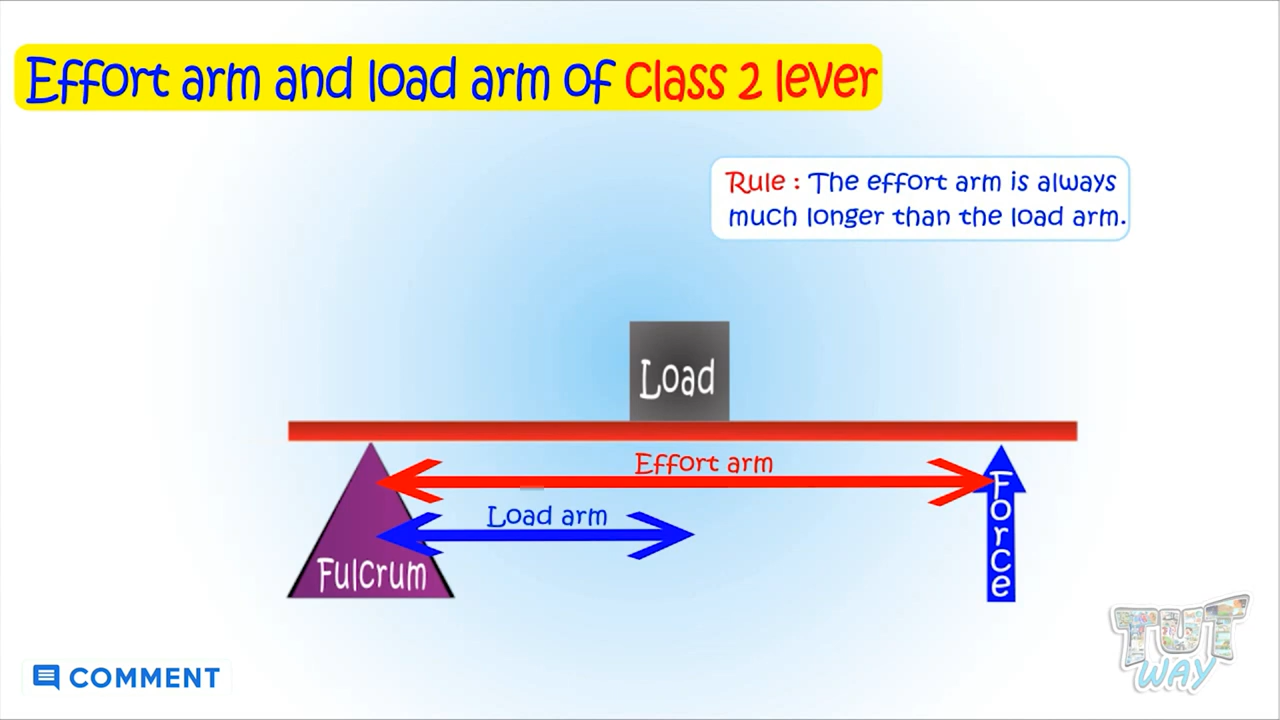 Effort arm and load arm of Class 2 lever
Rule : The effort arm is always
much longer than the load arm.
Load
Effort arm
Load arm
Force
Fulcrum
TUT
WAY
COMMENT